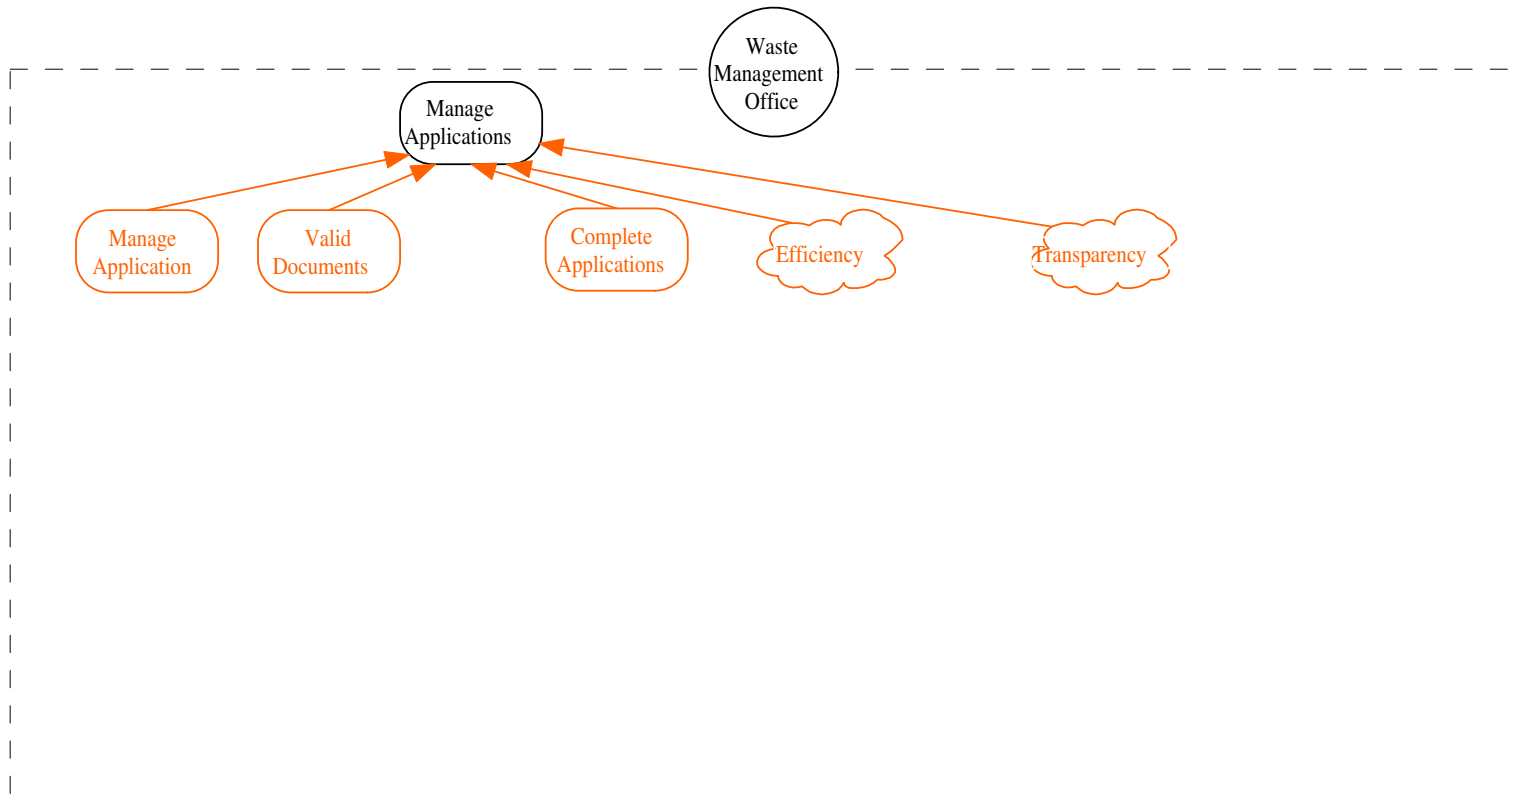 Waste
Management
Office
Manage
Applications
Manage
Application
Valid
Documents
Complete
Applications
Efficiency
Transparency